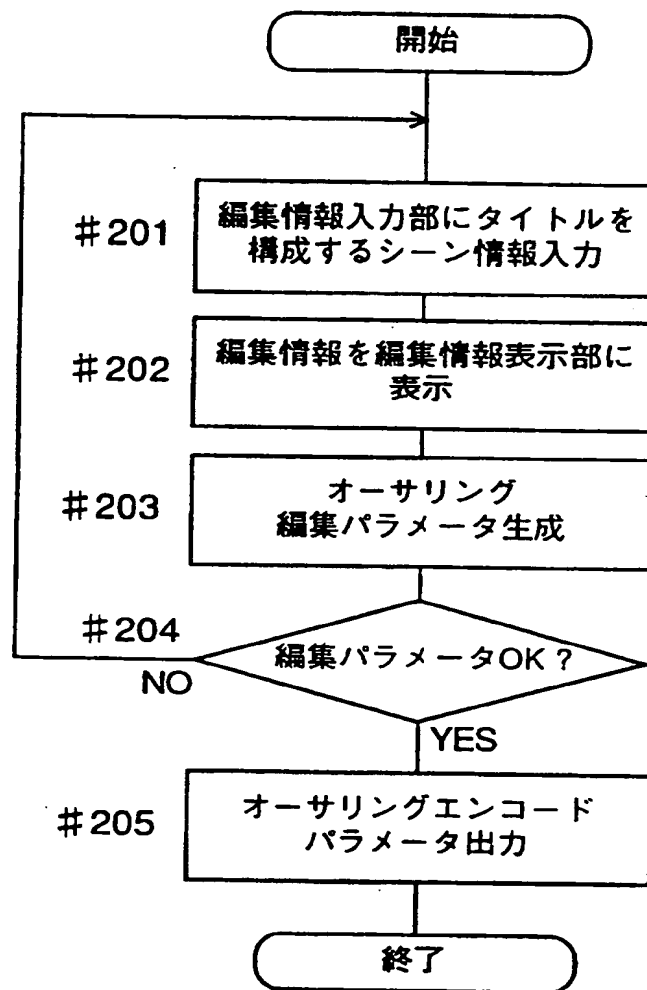 開始
#201
編集情報入力部にタイトルを
構成するシーン情報入力
#202
編集情報を編集情報表示部に
表示
#203
オーサリング
編集パラメータ生成
#204
編集パラメータOK？
NO
YES
#205
オーサリングエンコード
パラメータ出力
終了